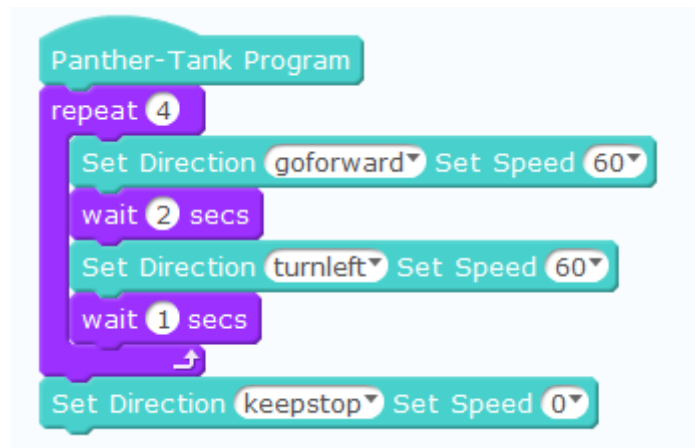 Panther-Tank Program
repeat 4
Set Direction goforward Set Speed 60
wait 2 secs
Set Direction turnleft Set Speed 60
wait 1 secs
Set Direction keepstop Set Speed 0